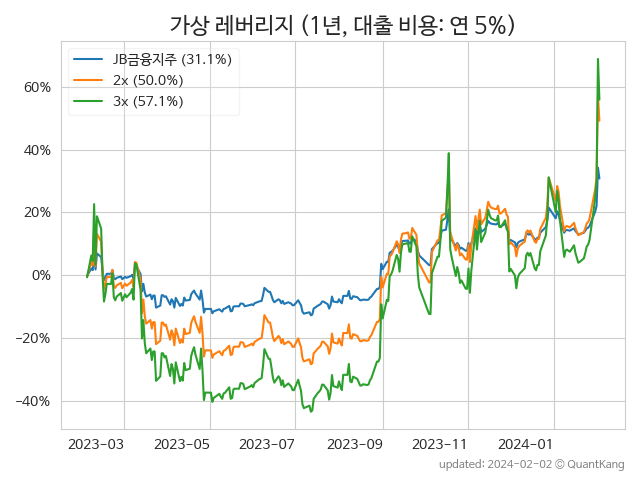 가상 레버리지 (1년, 대출 비용: 연 5%)
JB금융지주 (31.1%)
2x (50.0%)
3x (57.1%)
60%
40%
20%
0%
−20%
−40%
2023-03 2023-05 2023-07 2023-09 2023-11 2024-01
updated: 2024-02-02 © QuantKang